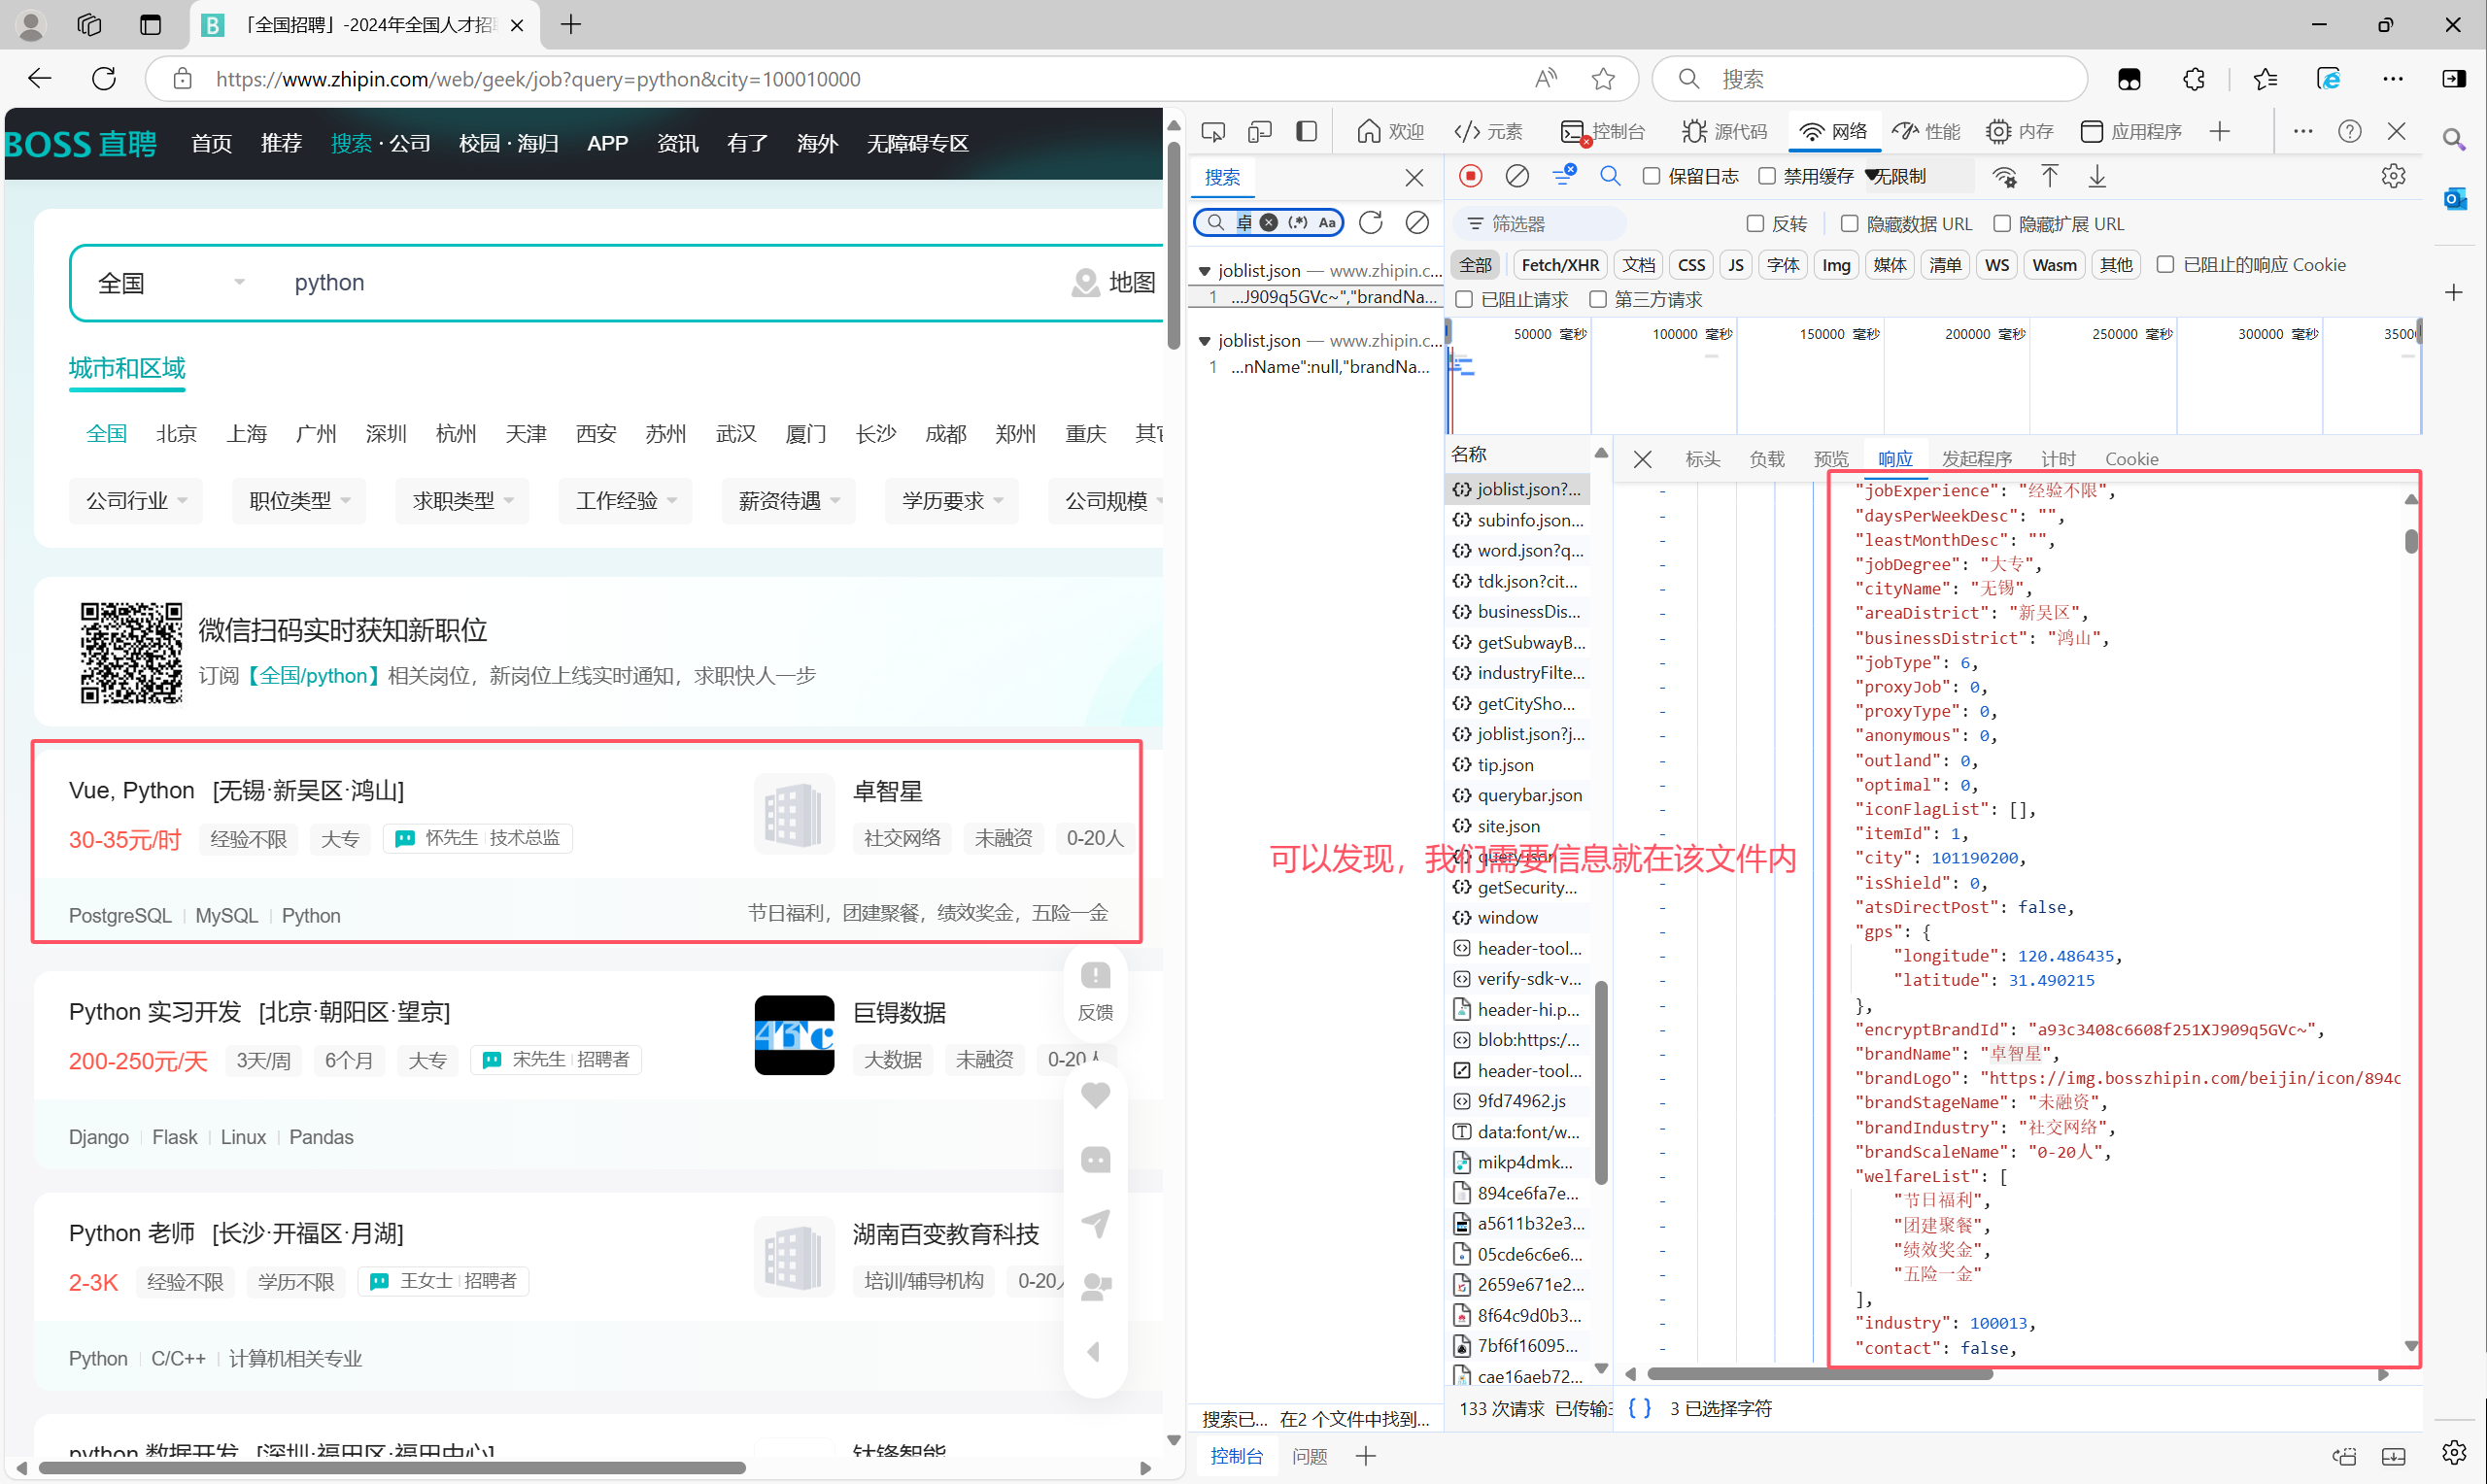 「全国招聘」-2024年全国人才招聘
https://www.zhipin.com/web/geek/job?query=python&city=100010000
搜索
BOSS 直聘 首页 推荐 搜索·公司 校园·海归 APP 资讯 有了 海外 无障碍专区
全国 python 地图
城市和区域
全国 北京 上海 广州 深圳 杭州 天津 西安 苏州 武汉 厦门 长沙 成都 郑州 重庆
公司行业 职位类型 求职类型 工作经验 薪资待遇 学历要求 公司规模
微信扫码实时获知新职位
订阅【全国/python】相关岗位，新岗位上线实时通知，求职快人一步
Vue, Python [无锡·新吴区·鸿山] 卓智星
30-35元/时 经验不限 大专 怀先生 技术总监 社交网络 未融资 0-20人
PostgreSQL MySQL Python 节日福利，团建聚餐，绩效奖金，五险一金
Python 实习开发 [北京·朝阳区·望京] 巨锝数据
200-250元/天 3天/周 6个月 大专 宋先生 招聘者 大数据 未融资 0-20人
Django Flask Linux Pandas
反馈
Python 老师 [长沙·开福区·月湖] 湖南百变教育科技
2-3K 经验不限 学历不限 王女士 招聘者 培训/辅导机构 0-20人
Python C/C++ 计算机相关专业
python 数据开发 [深圳·福田区·福田中心]
欢迎 元素 控制台 源代码 网络 性能 内存 应用程序
搜索
卓 (.*) Aa
joblist.json — www.zhipin.c...
1 ...J909q5GVc~","brandNa...
joblist.json — www.zhipin.c...
1 ...nName":null,"brandNa...
搜索已... 在2 个文件中找到...
保留日志 禁用缓存 无限制
筛选器 反转 隐藏数据 URL 隐藏扩展 URL
全部 Fetch/XHR 文档 CSS JS 字体 Img 媒体 清单 WS Wasm 其他 已阻止的响应 Cookie
已阻止请求 第三方请求
50000 毫秒 100000 毫秒 150000 毫秒 200000 毫秒 250000 毫秒 300000 毫秒 35000
名称
joblist.json?...
subinfo.json...
word.json?q...
tdk.json?cit...
businessDis...
getSubwayB...
industryFilte...
getCitySho...
joblist.json?j...
tip.json
querybar.json
site.json
query.json
getSecurity...
window
header-tool...
verify-sdk-v...
header-hi.p...
blob:https:/...
header-tool...
9fd74962.js
data:font/w...
mikp4dmk...
894ce6fa7e...
a5611b32e3...
05cde6c6e6...
2659e671e2...
8f64c9d0b3...
7bf6f16095...
cae16aeb72...
可以发现，我们需要信息就在该文件内
标头 负载 预览 响应 发起程序 计时 Cookie
"jobExperience": "经验不限",
"daysPerWeekDesc": "",
"leastMonthDesc": "",
"jobDegree": "大专",
"cityName": "无锡",
"areaDistrict": "新吴区",
"businessDistrict": "鸿山",
"jobType": 6,
"proxyJob": 0,
"proxyType": 0,
"anonymous": 0,
"outland": 0,
"optimal": 0,
"iconFlagList": [],
"itemId": 1,
"city": 101190200,
"isShield": 0,
"atsDirectPost": false,
"gps": {
"longitude": 120.486435,
"latitude": 31.490215
},
"encryptBrandId": "a93c3408c6608f251XJ909q5GVc~",
"brandName": "卓智星",
"brandLogo": "https://img.bosszhipin.com/beijin/icon/894c
"brandStageName": "未融资",
"brandIndustry": "社交网络",
"brandScaleName": "0-20人",
"welfareList": [
"节日福利",
"团建聚餐",
"绩效奖金",
"五险一金"
],
"industry": 100013,
"contact": false,
133 次请求 已传输 { } 3 已选择字符
控制台 问题